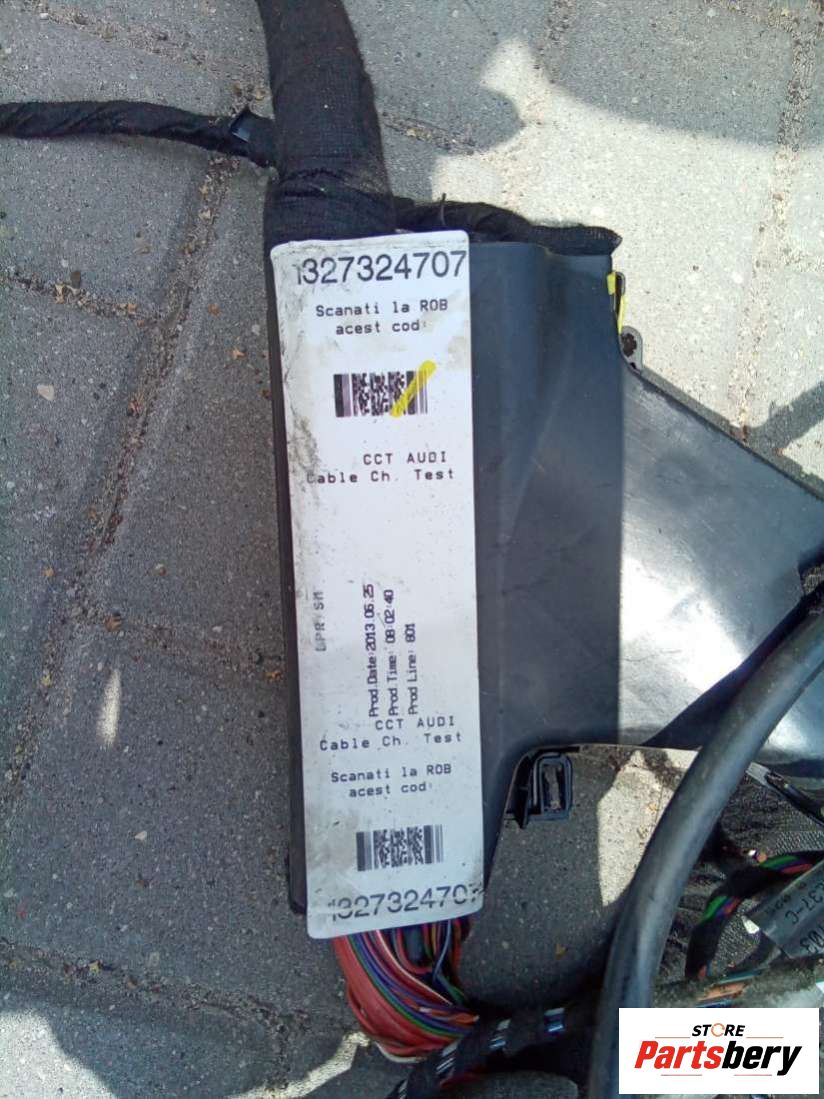 1327324707
Scanati la ROB
acest cod:
CCT AUDI
Cable Ch. Test
Prod.Date:2013.06.25
Prod.Time: 08:02:40
Prod Line: 801
CCT AUDI
Cable Ch. Test
Scanati la ROB
acest cod:
1327324707
STORE
Partsbery